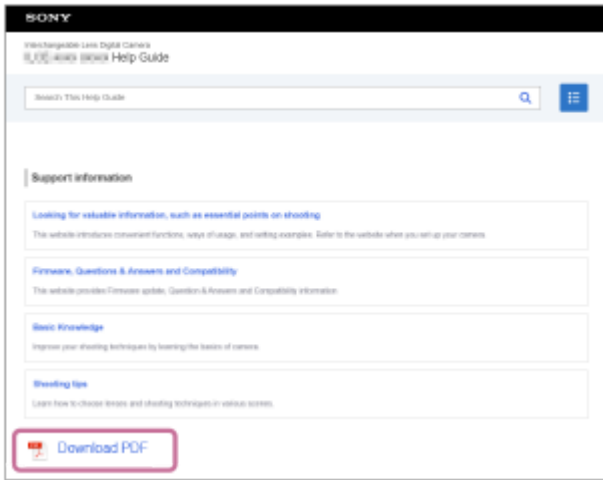 SONY
Interchangeable Lens Digital Camera
Help Guide
Search This Help Guide
Support information
Looking for valuable information, such as essential points on shooting
This website introduces convenient functions, ways of usage, and setting examples. Refer to the website when you set up your camera.
Firmware, Questions & Answers and Compatibility
This website provides Firmware update, Question & Answers and Compatibility information.
Basic Knowledge
Improve your shooting techniques by learning the basics of camera.
Shooting tips
Learn how to choose lenses and shooting techniques in various scenes.
Download PDF